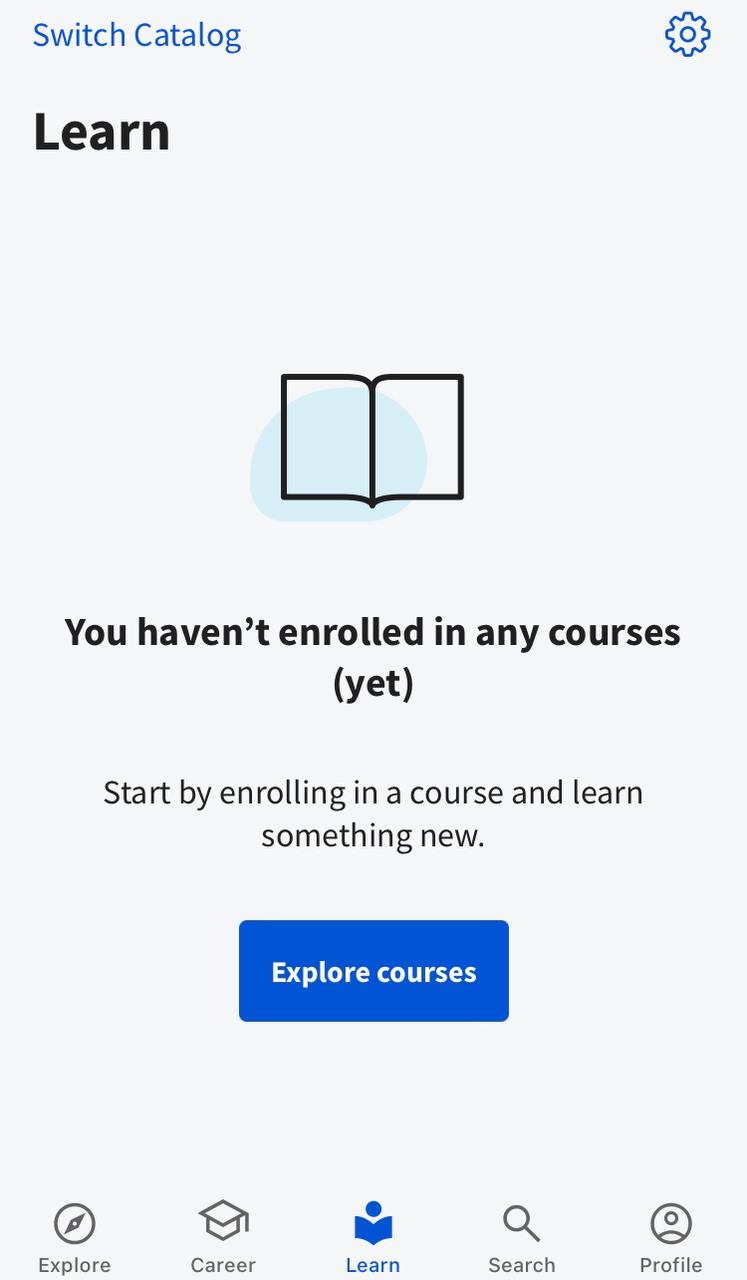 Switch Catalog
Learn
You haven’t enrolled in any courses
(yet)
Start by enrolling in a course and learn
something new.
Explore courses
Explore
Career
Learn
Search
Profile